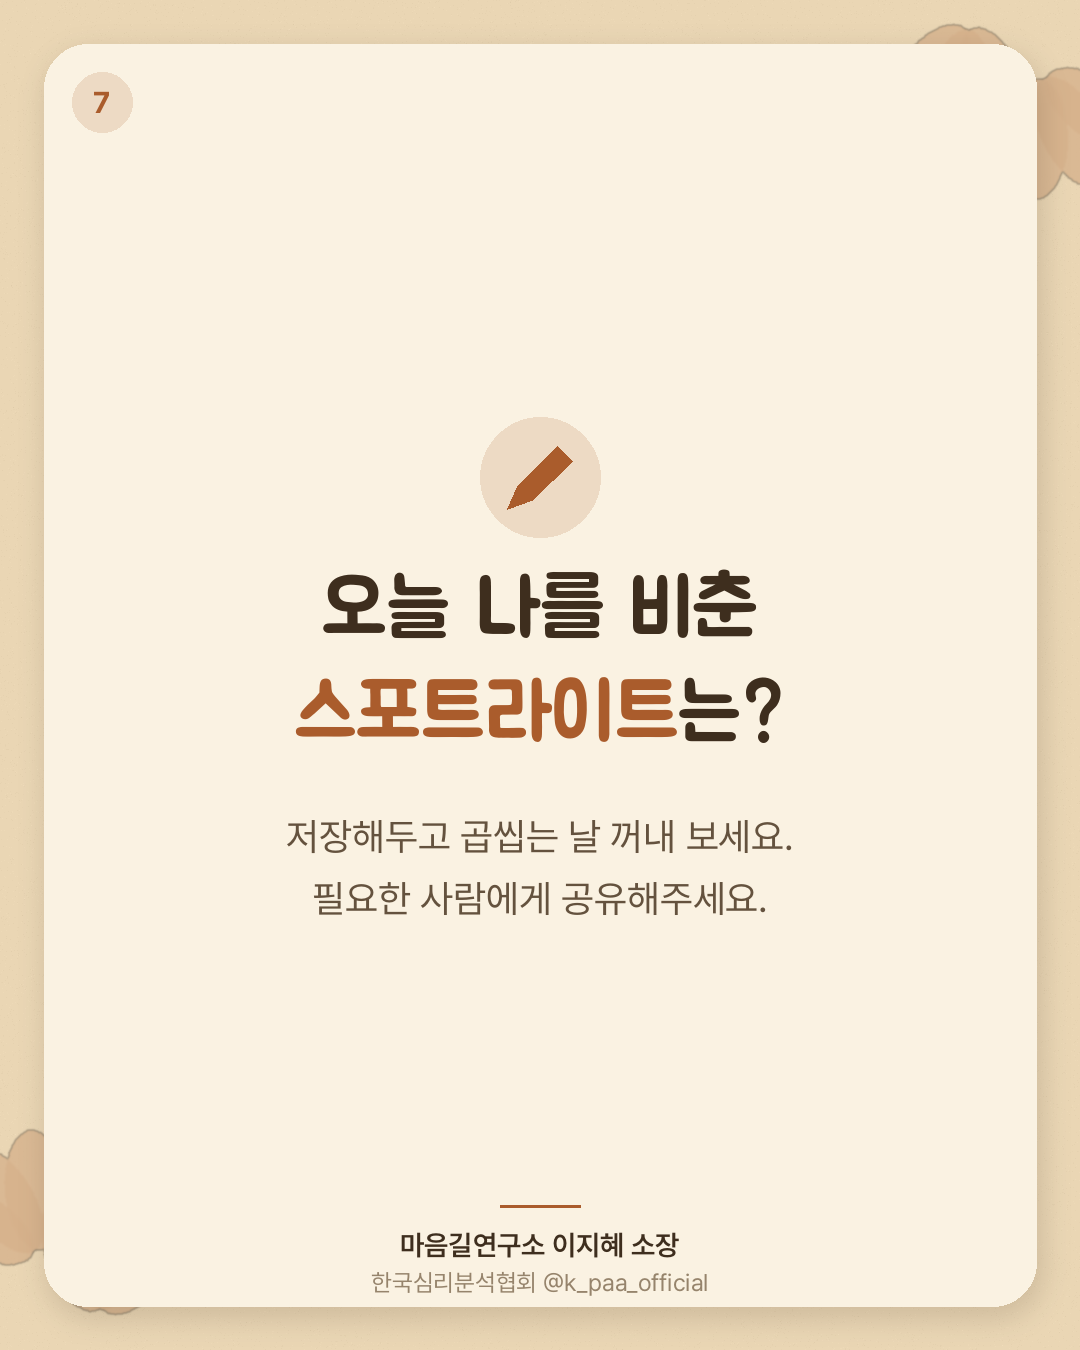 7
오늘 나를 비춘
스포트라이트는?
저장해두고 곱씹는 날 꺼내 보세요.
필요한 사람에게 공유해주세요.
마음길연구소 이지혜 소장
한국심리분석협회 @k_paa_official